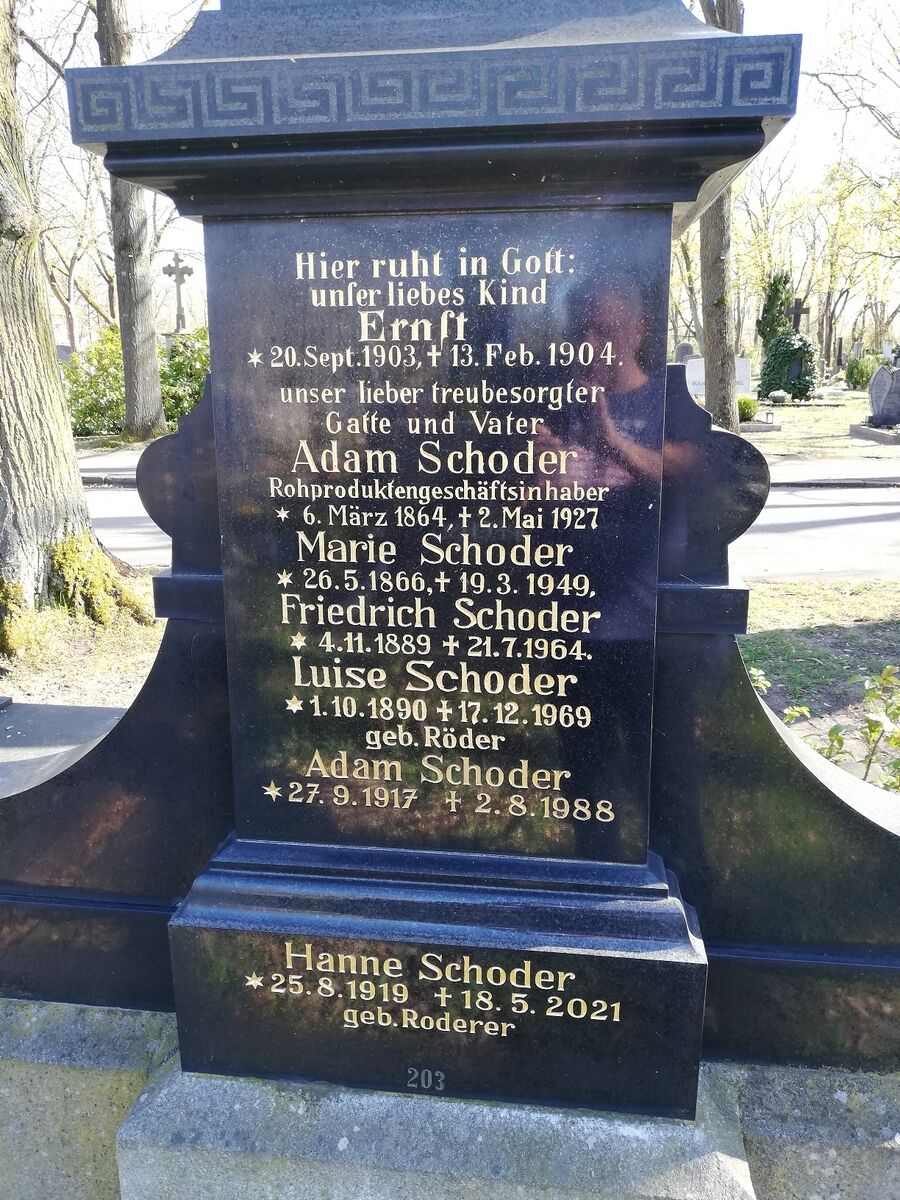 Hier ruht in Gott:
unſer liebes Kind
Ernſt
* 20. Sept. 1903, † 13. Feb. 1904.
unser lieber treubesorgter
Gatte und Vater
Adam Schoder
Rohproduktengeschäftsinhaber
* 6. März 1864, † 2. Mai 1927
Marie Schoder
* 26.5.1866, † 19.3.1949,
Friedrich Schoder
* 4.11.1889 † 21.7.1964.
Luise Schoder
* 1.10.1890 † 17.12.1969
geb. Röder
Adam Schoder
* 27.9.1917 † 2.8.1988
Hanne Schoder
* 25.8.1919 † 18.5.2021
geb. Roderer
203